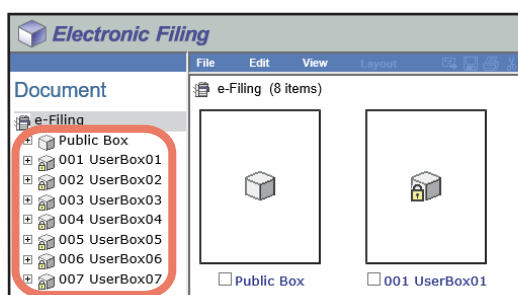 Electronic Filing
File Edit View Layout
Document
e-Filing (8 items)
e-Filing
Public Box
001 UserBox01
002 UserBox02
003 UserBox03
004 UserBox04
005 UserBox05
006 UserBox06
007 UserBox07
Public Box
001 UserBox01